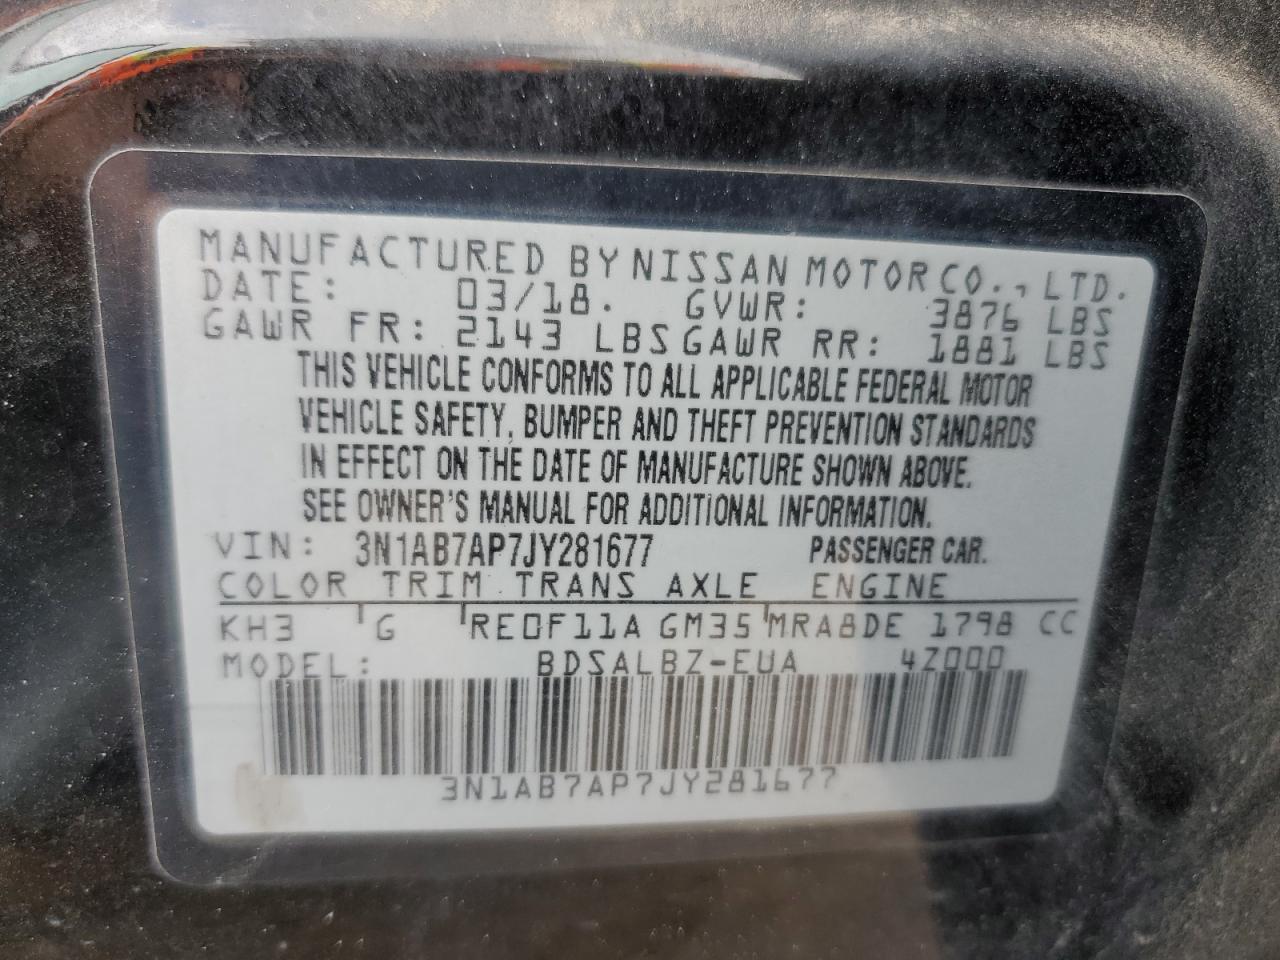 MANUFACTURED BY NISSAN MOTOR CO., LTD.
DATE: 03/18. GVWR: 3876 LBS
GAWR FR: 2143 LBS GAWR RR: 1881 LBS
THIS VEHICLE CONFORMS TO ALL APPLICABLE FEDERAL MOTOR
VEHICLE SAFETY, BUMPER AND THEFT PREVENTION STANDARDS
IN EFFECT ON THE DATE OF MANUFACTURE SHOWN ABOVE.
SEE OWNER'S MANUAL FOR ADDITIONAL INFORMATION.
VIN: 3N1AB7AP7JY281677 PASSENGER CAR.
COLOR TRIM TRANS AXLE ENGINE
KH3 G RE0F11A GM35 MRA8DE 1798 CC
MODEL: BDSALBZ-EUA 4Z000
3N1AB7AP7JY281677